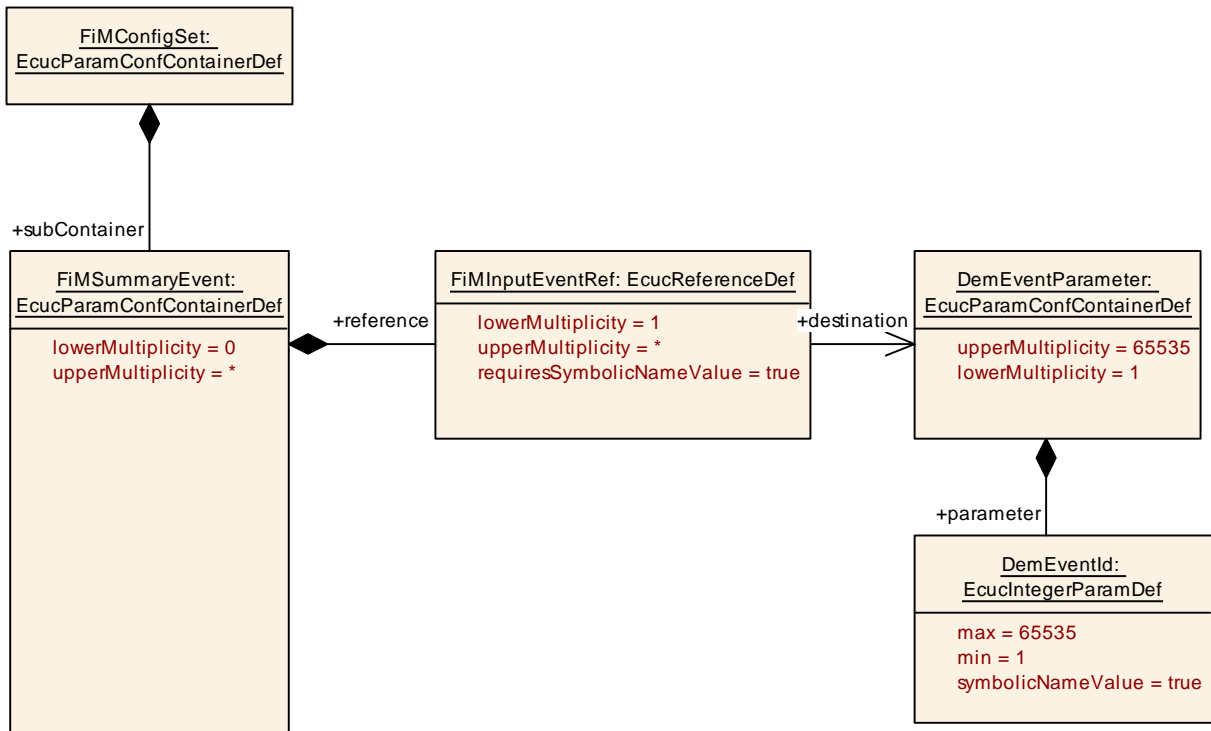 FiMConfigSet:
EcucParamConfContainerDef
+subContainer
FiMSummaryEvent:
EcucParamConfContainerDef
lowerMultiplicity = 0
upperMultiplicity = *
+reference
FiMInputEventRef: EcucReferenceDef
lowerMultiplicity = 1
upperMultiplicity = *
requiresSymbolicNameValue = true
+destination
DemEventParameter:
EcucParamConfContainerDef
upperMultiplicity = 65535
lowerMultiplicity = 1
+parameter
DemEventId:
EcucIntegerParamDef
max = 65535
min = 1
symbolicNameValue = true